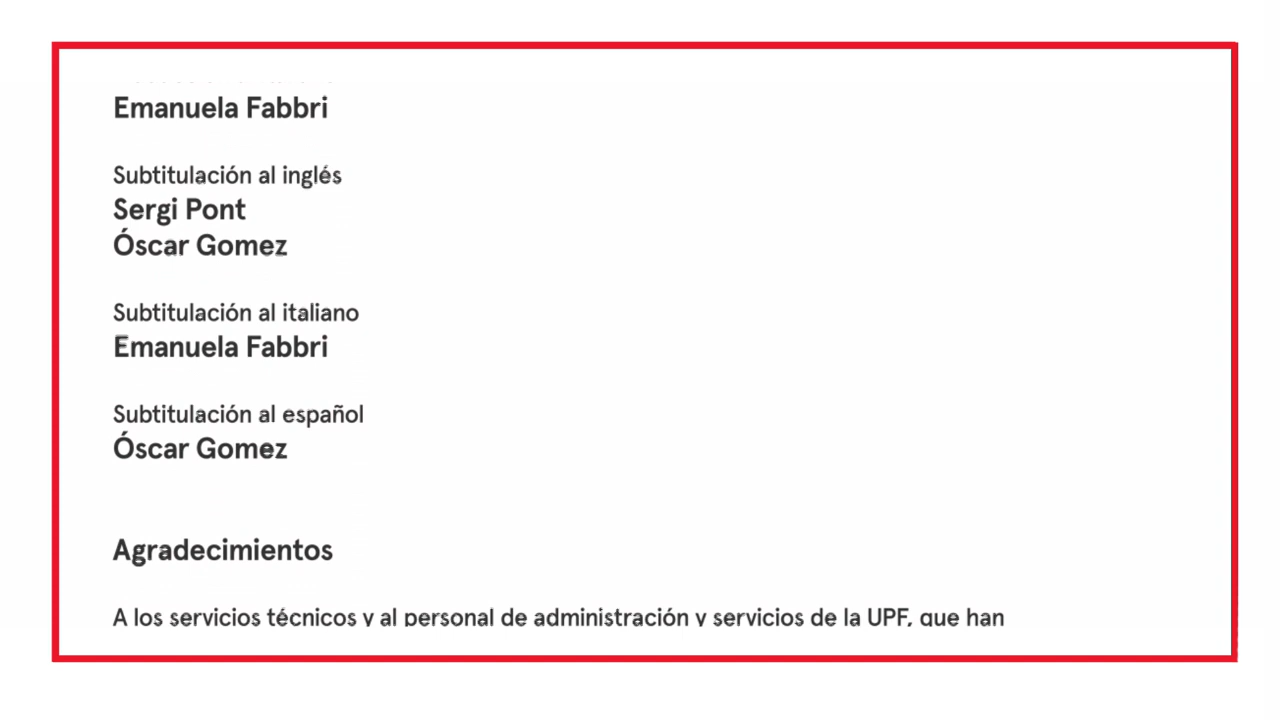 Emanuela Fabbri
Subtitulación al inglés
Sergi Pont
Óscar Gomez
Subtitulación al italiano
Emanuela Fabbri
Subtitulación al español
Óscar Gomez
Agradecimientos
A los servicios técnicos y al personal de administración y servicios de la UPF, que han